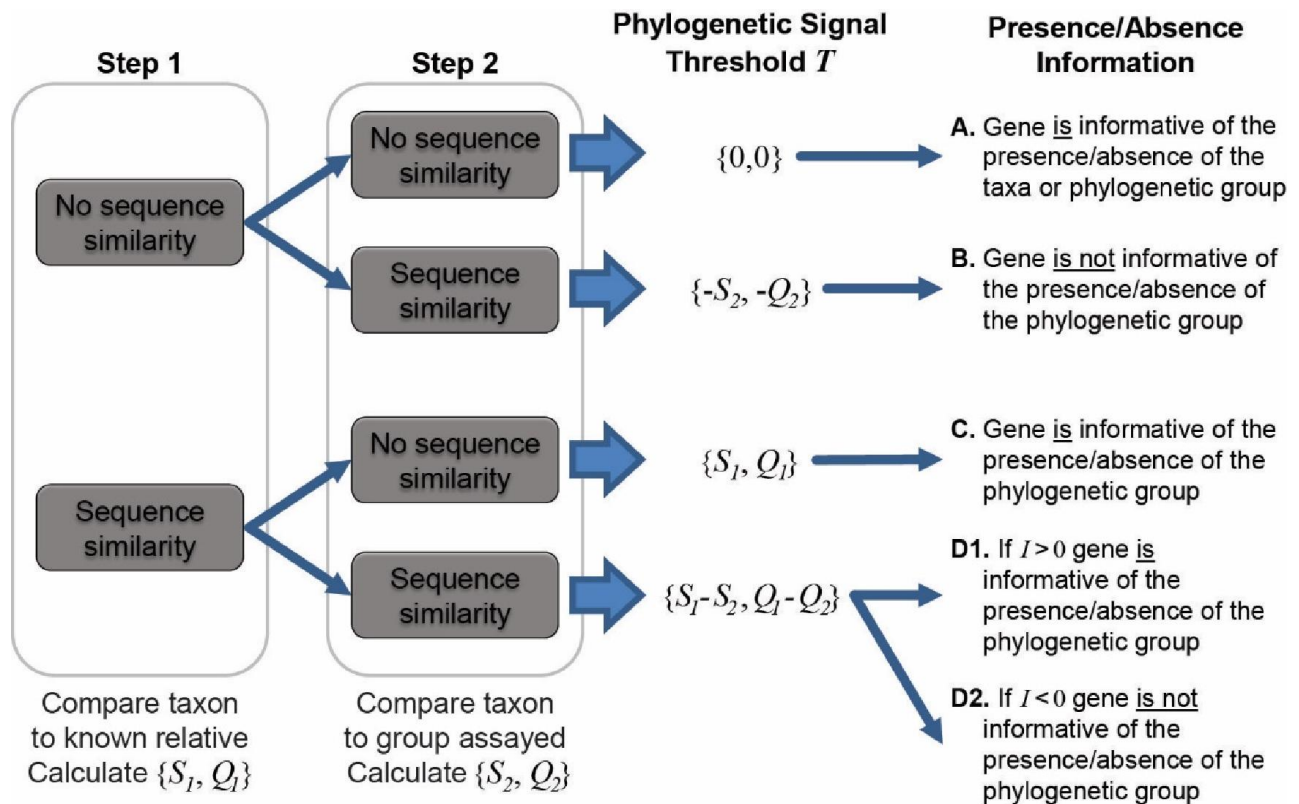 Step 1
No sequence
similarity
Sequence
similarity
Compare taxon
to known relative
Calculate {S1, Q1}
Step 2
No sequence
similarity
Sequence
similarity
No sequence
similarity
Sequence
similarity
Compare taxon
to group assayed
Calculate {S2, Q2}
Phylogenetic Signal
Threshold T
{0,0}
{-S2, -Q2}
{S1, Q1}
{S1-S2, Q1-Q2}
Presence/Absence
Information
A. Gene is informative of the
presence/absence of the
taxa or phylogenetic group
B. Gene is not informative of
the presence/absence of
the phylogenetic group
C. Gene is informative of the
presence/absence of the
phylogenetic group
D1. If I > 0 gene is
informative of the
presence/absence of the
phylogenetic group
D2. If I < 0 gene is not
informative of the
presence/absence of the
phylogenetic group